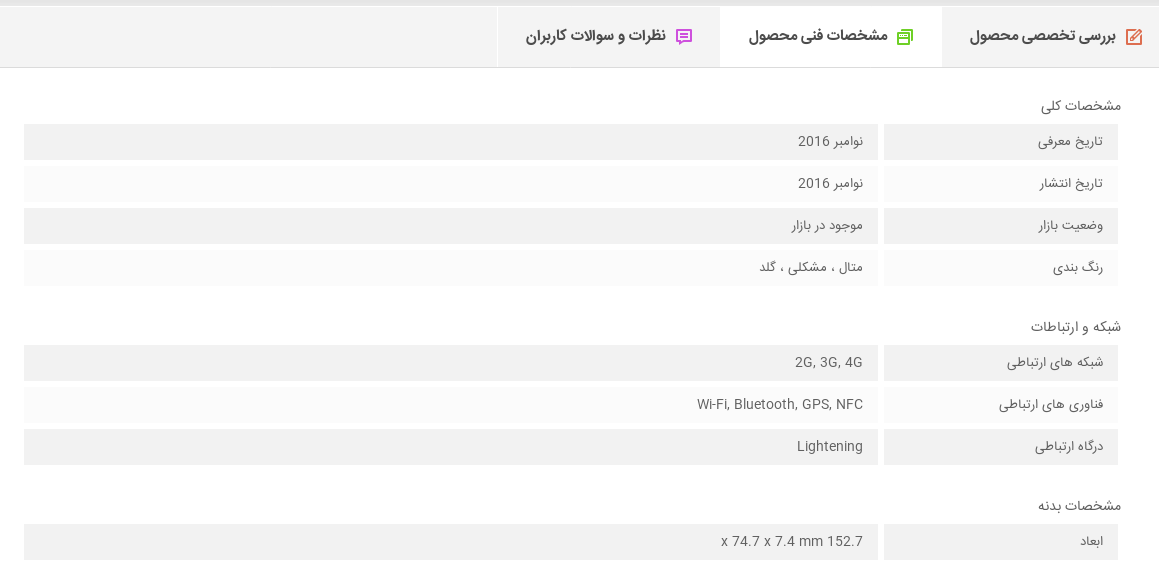 بررسی تخصصی محصول مشخصات فنی محصول نظرات و سوالات کاربران
مشخصات کلی
تاریخ معرفی نوامبر 2016
تاریخ انتشار نوامبر 2016
وضعیت بازار موجود در بازار
رنگ بندی متال ، مشکلی ، گلد
شبکه و ارتباطات
شبکه های ارتباطی 2G, 3G, 4G
فناوری های ارتباطی Wi-Fi, Bluetooth, GPS, NFC
درگاه ارتباطی Lightening
مشخصات بدنه
ابعاد 152.7 x 74.7 x 7.4 mm